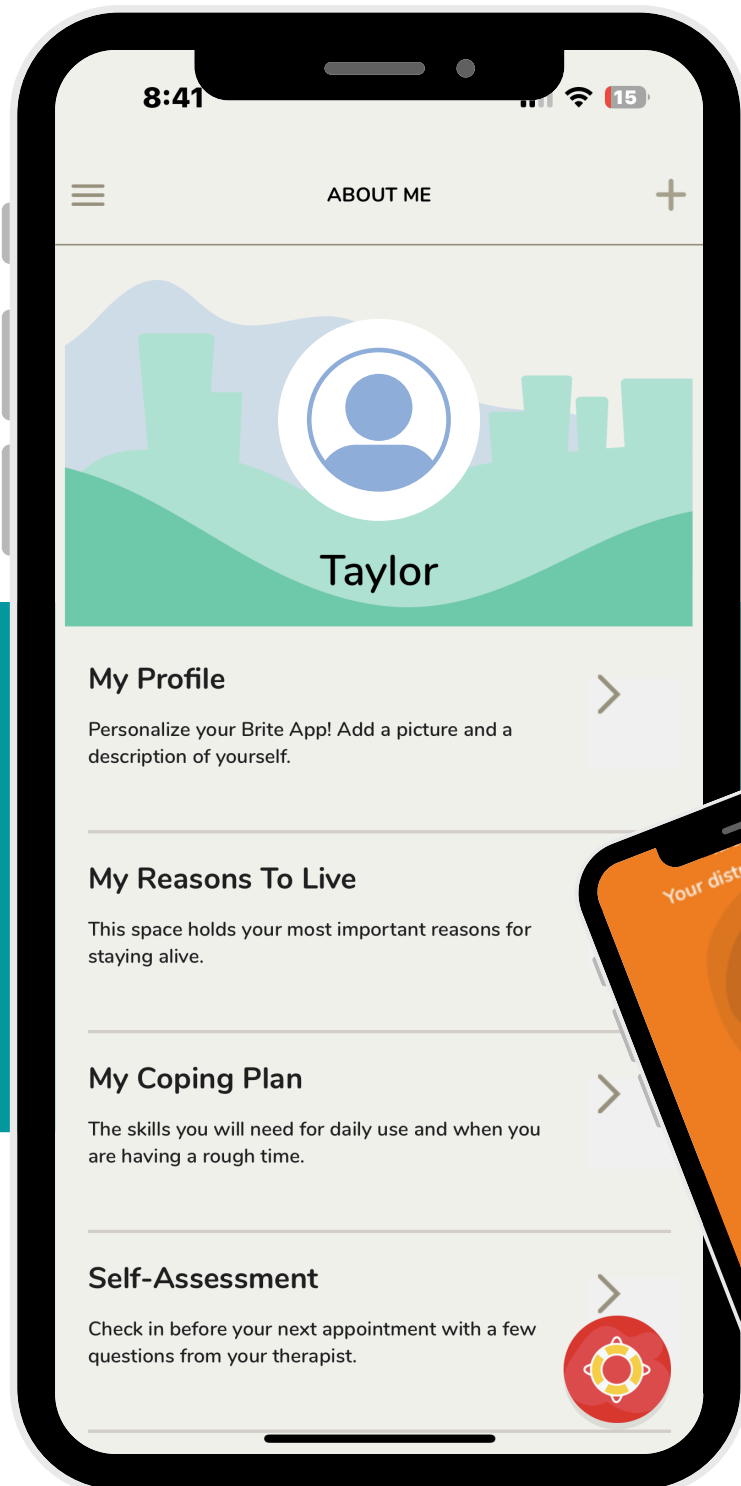 8:41
15
ABOUT ME
Taylor
My Profile
Personalize your Brite App! Add a picture and a
description of yourself.
My Reasons To Live
This space holds your most important reasons for
staying alive.
My Coping Plan
The skills you will need for daily use and when you
are having a rough time.
Self-Assessment
Check in before your next appointment with a few
questions from your therapist.
Your